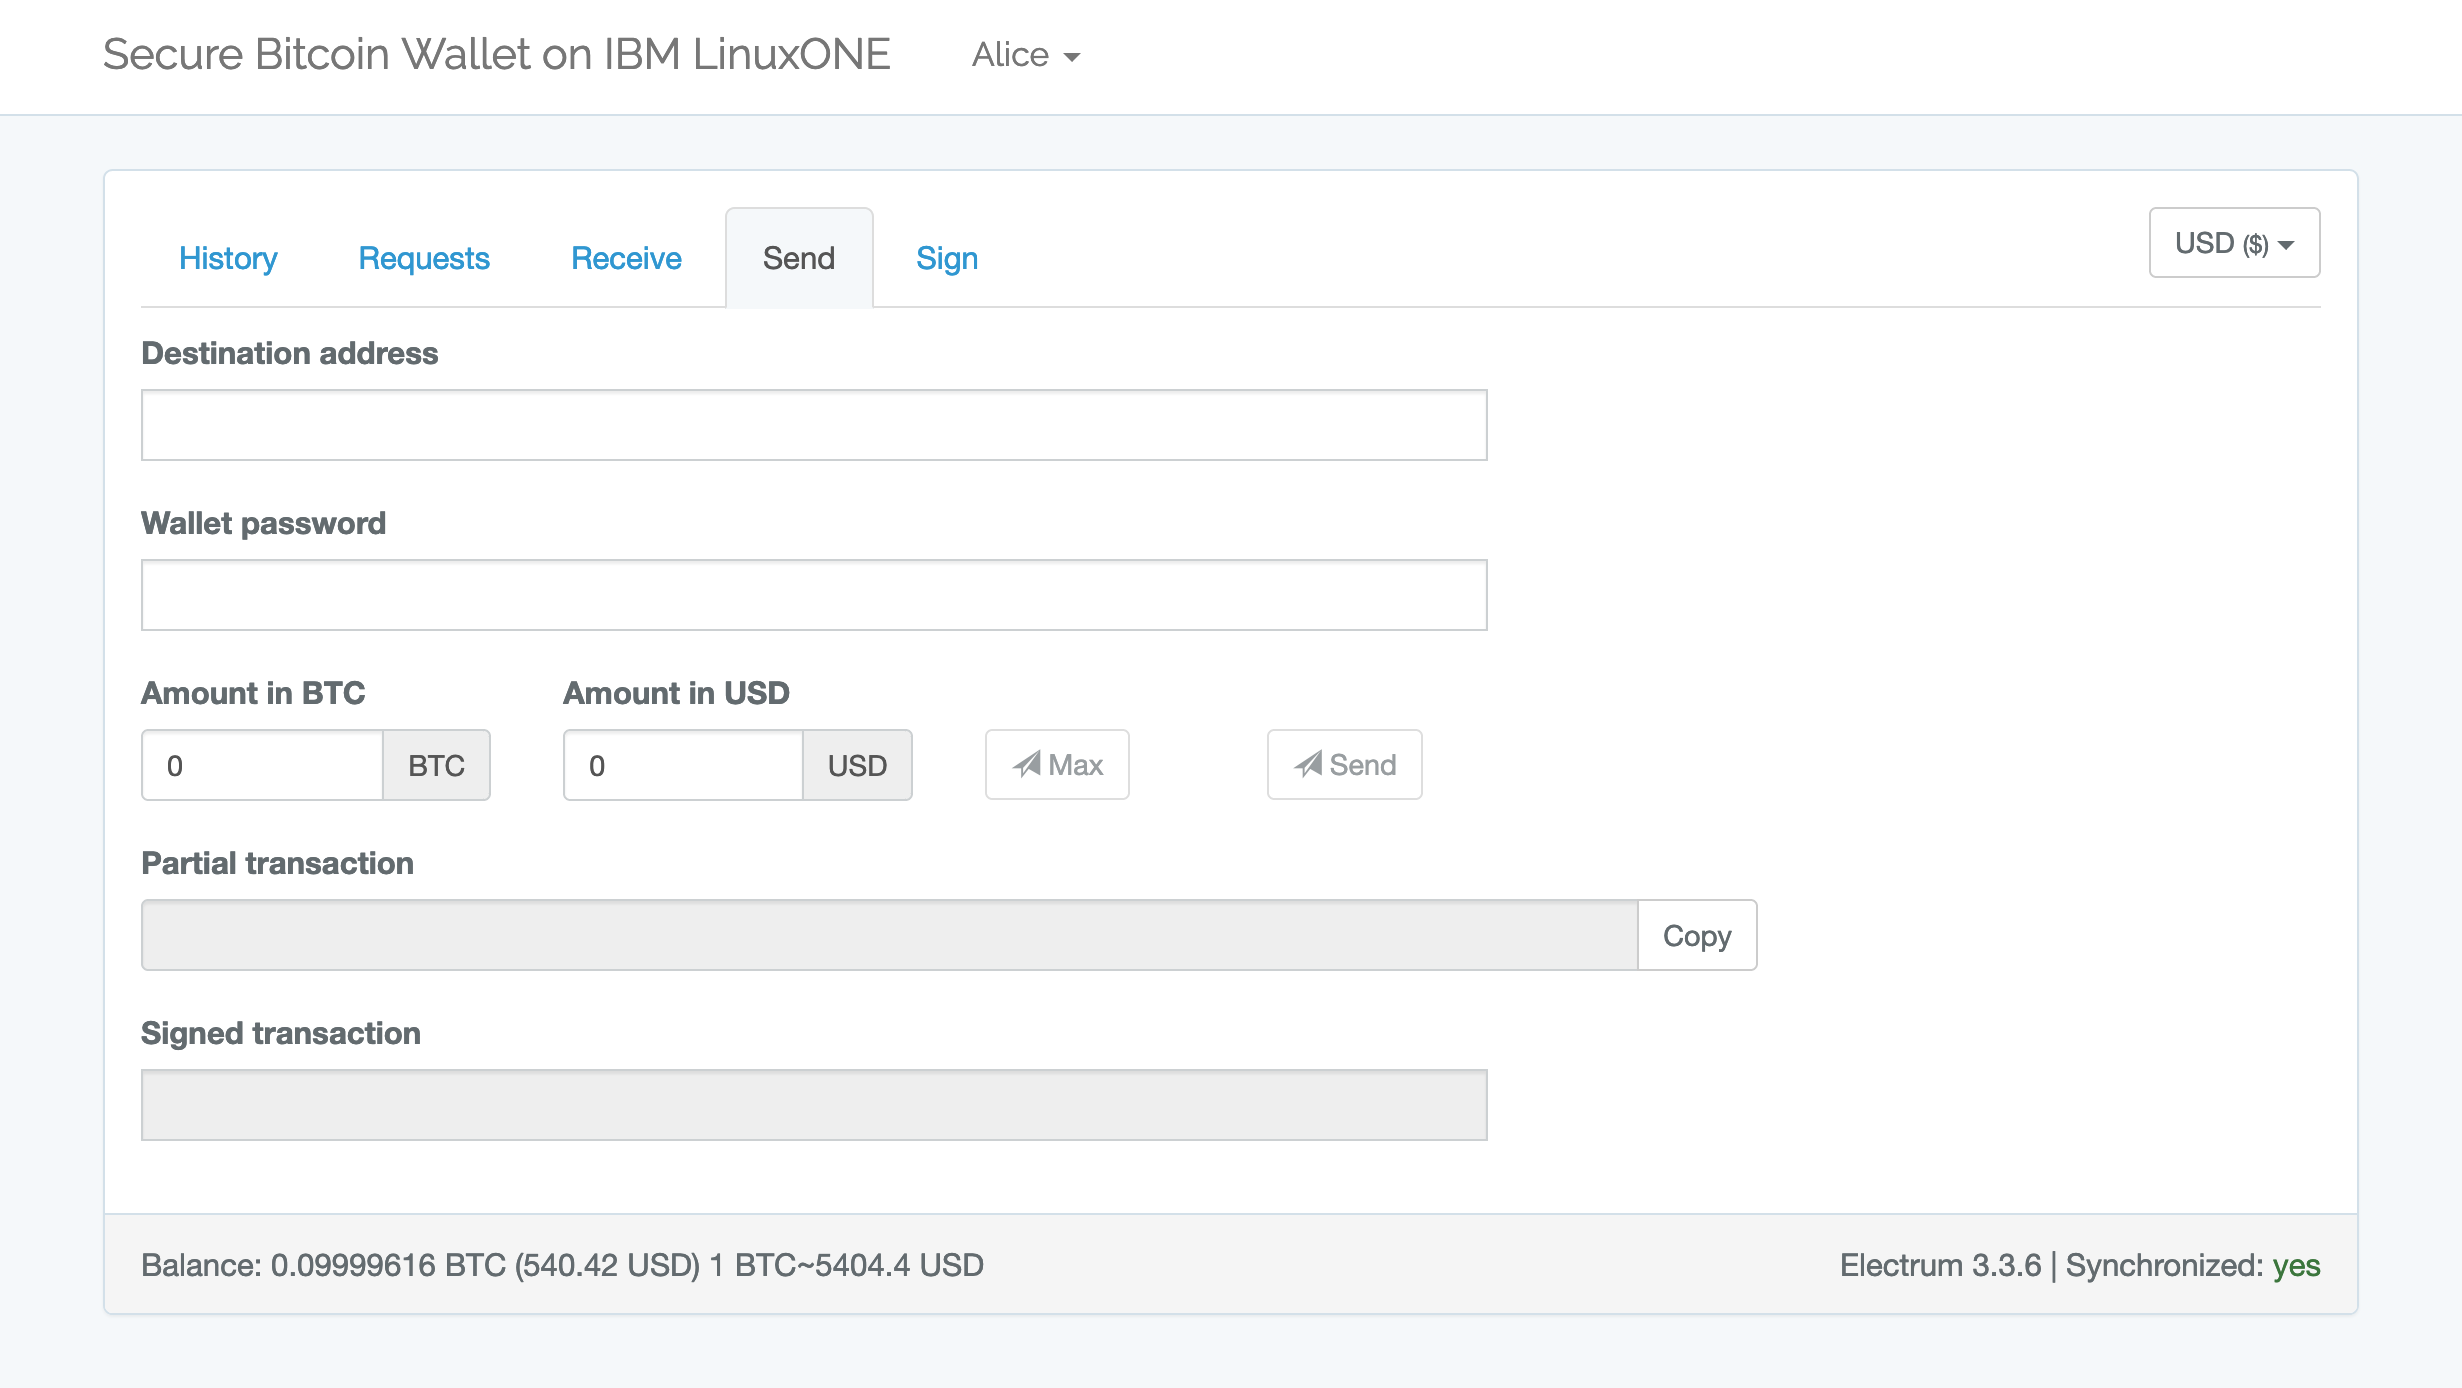 Secure Bitcoin Wallet on IBM LinuxONE Alice
History Requests Receive Send Sign USD ($)
Destination address
Wallet password
Amount in BTC Amount in USD
0 BTC 0 USD Max Send
Partial transaction
Copy
Signed transaction
Balance: 0.09999616 BTC (540.42 USD) 1 BTC~5404.4 USD Electrum 3.3.6 | Synchronized: yes